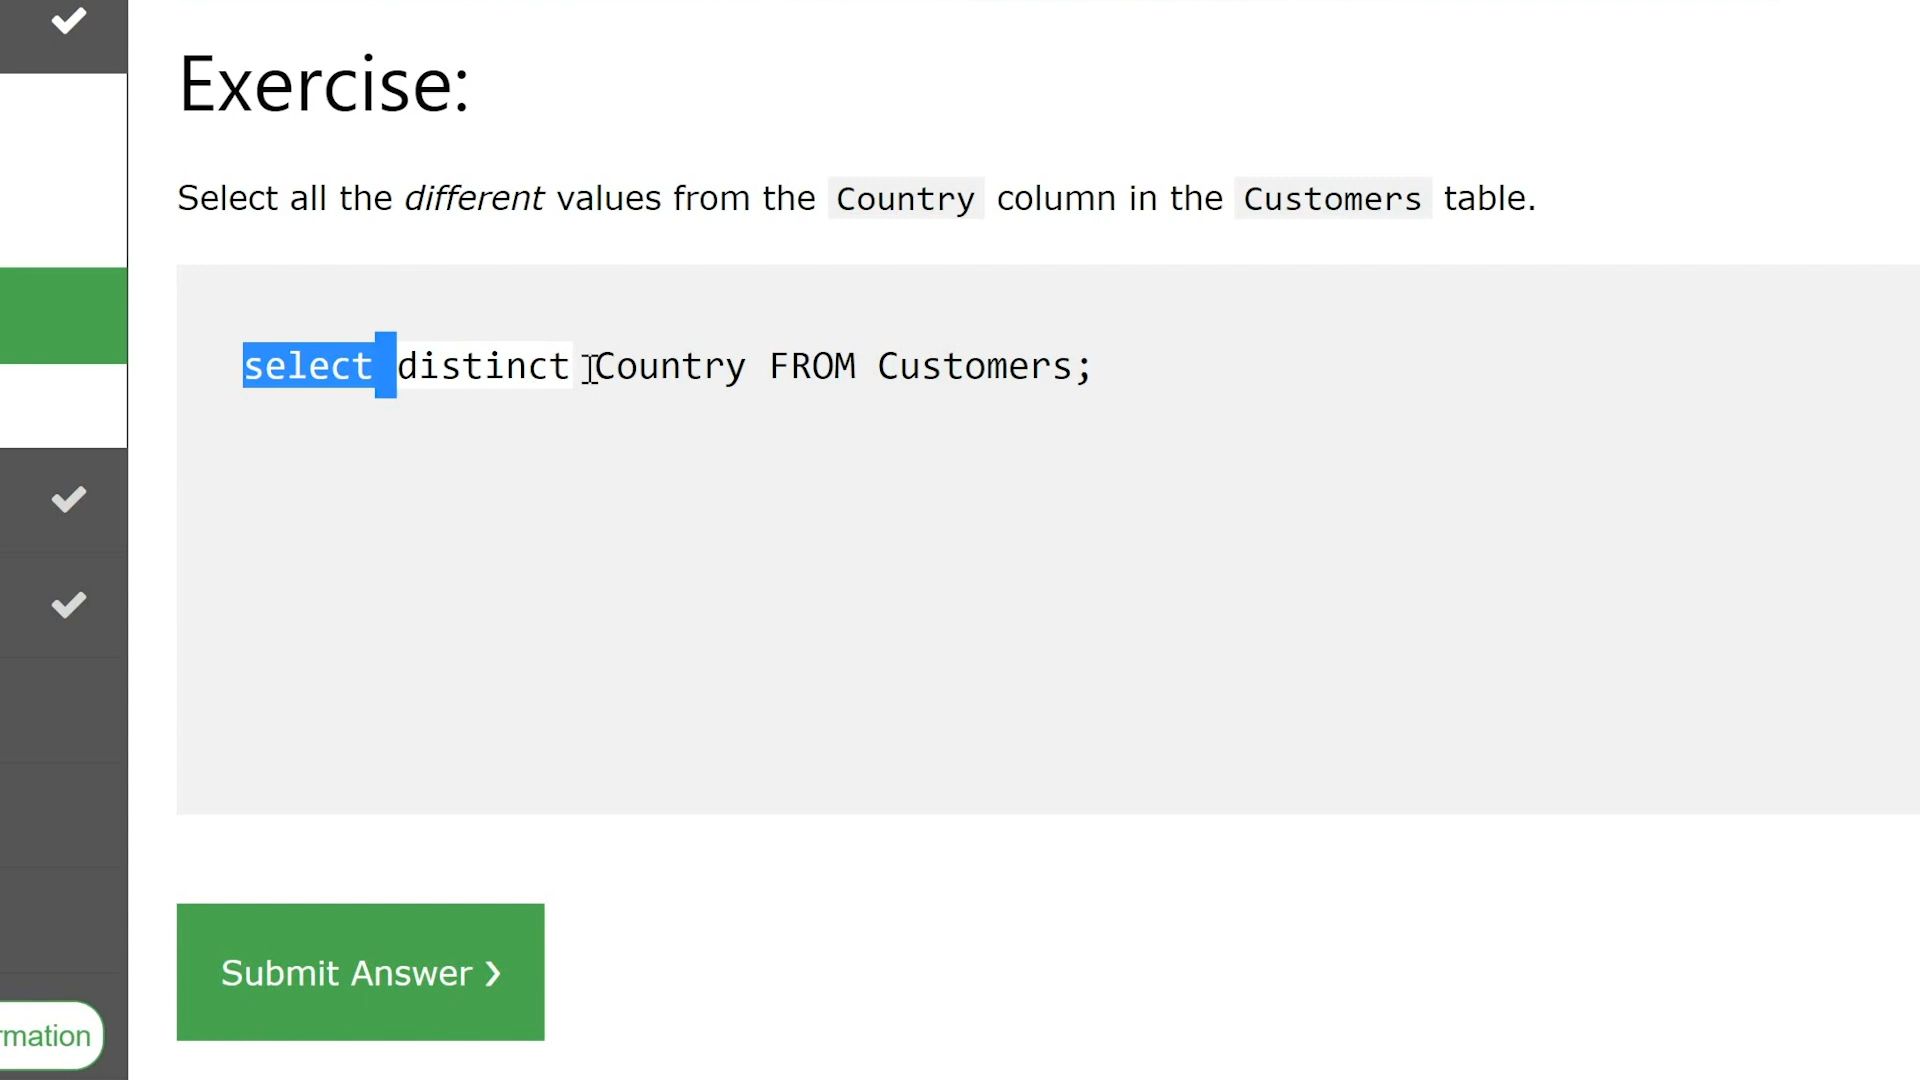 Exercise:
Select all the different values from the Country column in the Customers table.
select distinct Country FROM Customers;
Submit Answer ❯
rmation